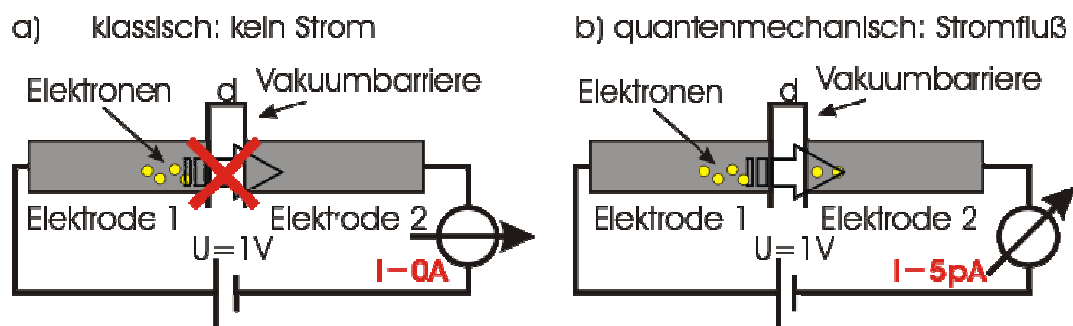 a) klassisch: kein Strom
Elektronen
d
Vakuumbarriere
Elektrode 1
Elektrode 2
U=1V
I-0A
b) quantenmechanisch: Stromfluß
Elektronen
d
Vakuumbarriere
Elektrode 1
Elektrode 2
U=1V
I-5pA